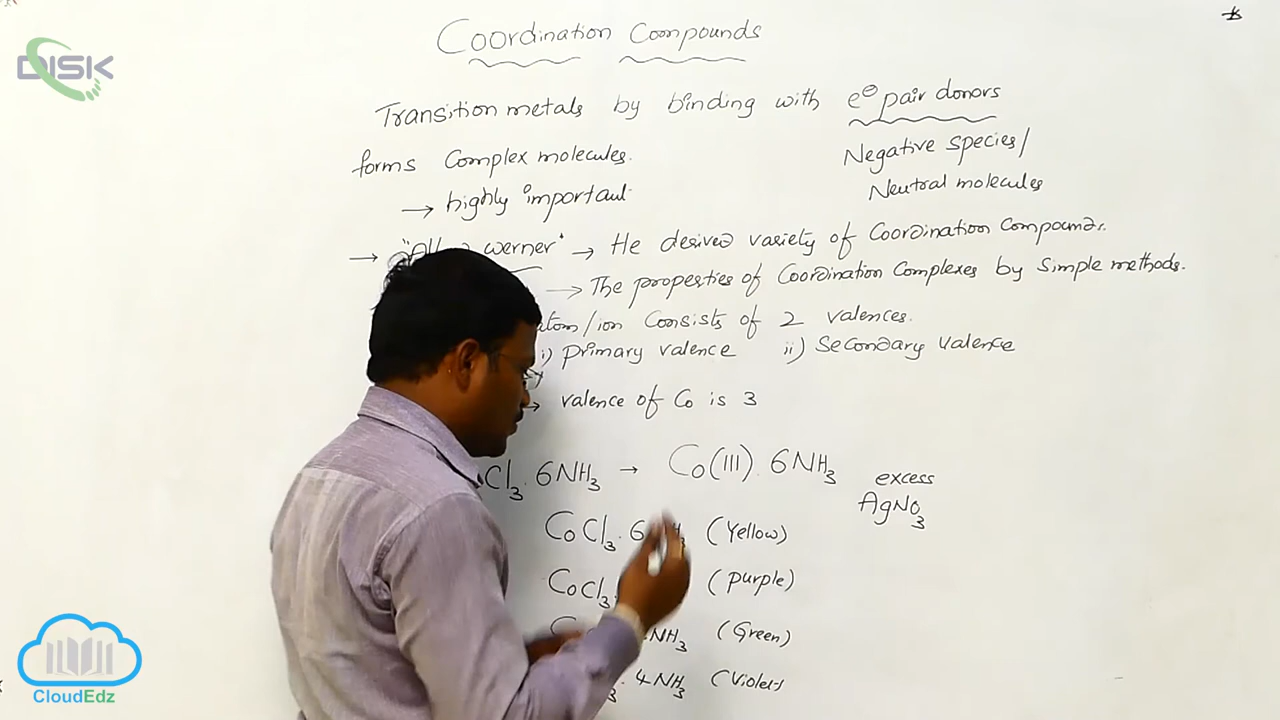 DISK
Coordination Compounds
Transition metals by binding with e⊖ pair donors
forms Complex molecules.
Negative species/
Neutral molecules
→ highly important
→ werner" → He derived variety of Coordination Compounds.
→ The properties of Coordination Complexes by simple methods.
atom/ion consists of 2 valences.
i) primary valence ii) Secondary valence
→ valence of Co is 3
Cl₃.6NH₃ → Co(III).6NH₃
excess
AgNO₃
CoCl₃.6 H₃ (Yellow)
CoCl₃ (purple)
NH₃ (Green)
₃.4NH₃ (Violet)
CloudEdz